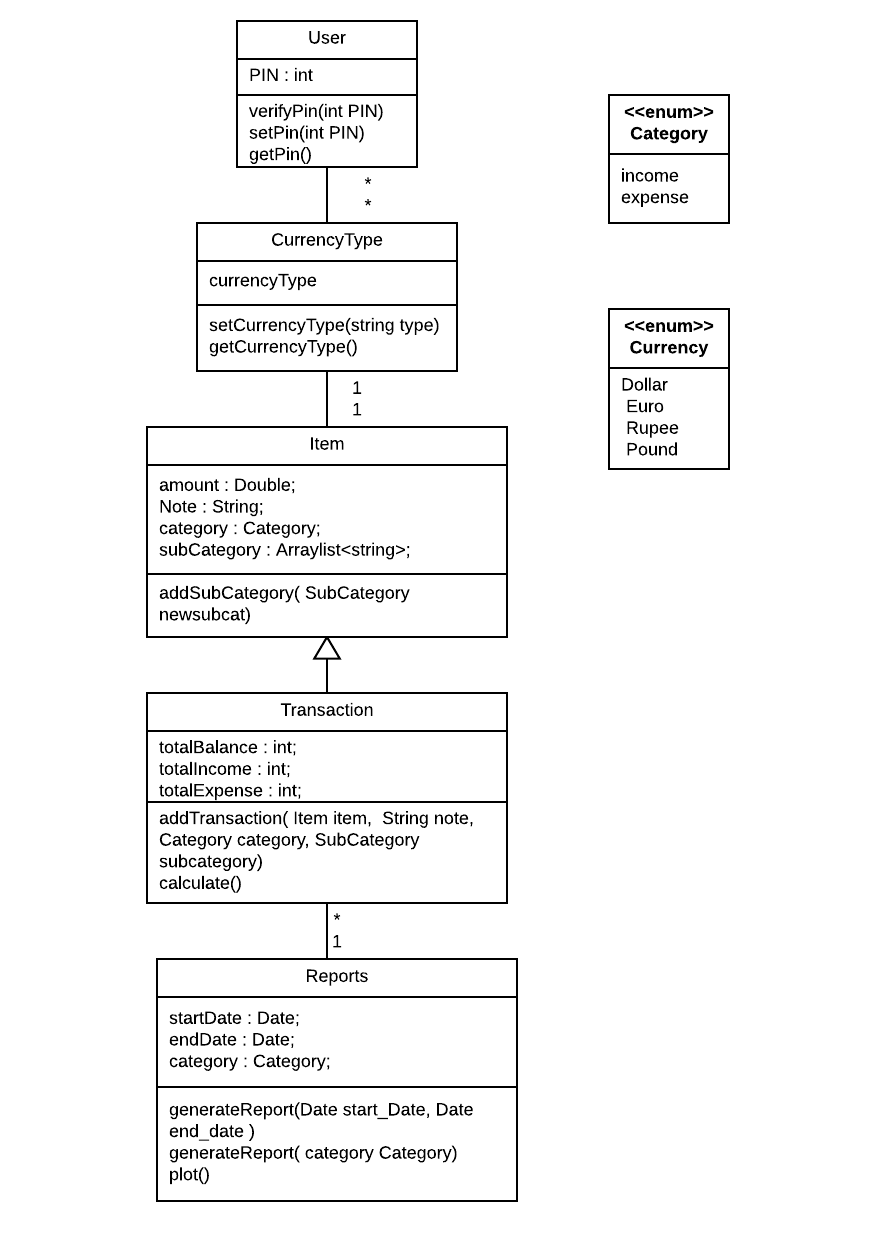 User
PIN : int
verifyPin(int PIN)
setPin(int PIN)
getPin()
*
*
CurrencyType
currencyType
setCurrencyType(string type)
getCurrencyType()
1
1
Item
amount : Double;
Note : String;
category : Category;
subCategory : Arraylist<string>;
addSubCategory( SubCategory
newsubcat)
Transaction
totalBalance : int;
totalIncome : int;
totalExpense : int;
addTransaction( Item item,  String note,
Category category, SubCategory
subcategory)
calculate()
*
1
Reports
startDate : Date;
endDate : Date;
category : Category;
generateReport(Date start_Date, Date
end_date )
generateReport( category Category)
plot()
<<enum>>
Category
income
expense
<<enum>>
Currency
Dollar
Euro
Rupee
Pound